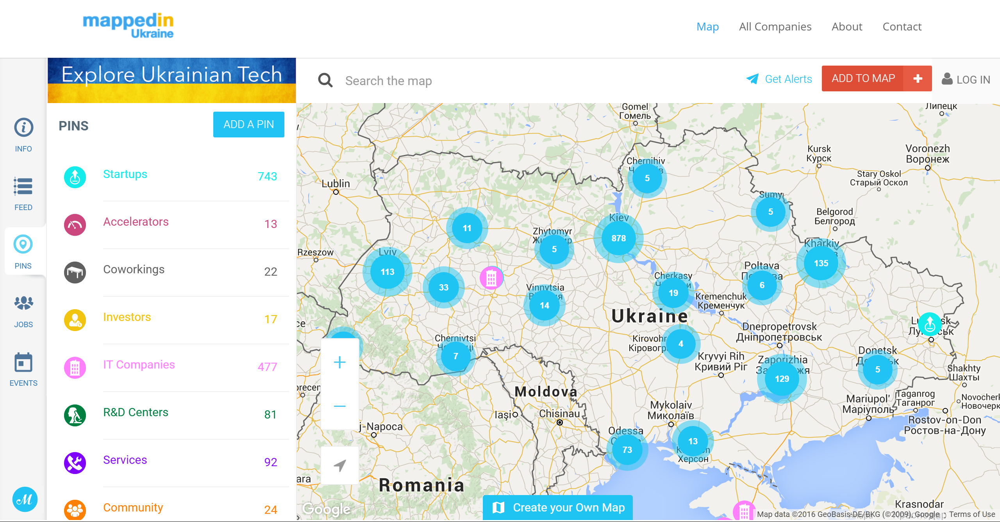 mappedin
Ukraine
Map
All Companies
About
Contact
Explore Ukrainian Tech
Search the map
Get Alerts
ADD TO MAP
LOG IN
INFO
FEED
PINS
JOBS
EVENTS
M
PINS
ADD A PIN
Startups 743
Accelerators 13
Coworkings 22
Investors 17
IT Companies 477
R&D Centers 81
Services 92
Community 24
Gomel
Гомель
Липецк
Kursk
Курск
Voronezh
Воронеж
Stary Oskol
Старый Оскол
Chernihiv
5
Lublin
Sumy
5
Belgorod
Белгород
11
Kiev
878
Zhytomyr
5
Kharkiv
135
Rzeszow
Lviv
113
33
Poltava
6
Cherkasy
19
Vinnytsia
14
Kremenchuk
Кременчук
Ukraine
Dnepropetrovsk
Дніпропетровськ
Chernivtsi
7
4
Kryvyi Rih
Кривий Ріг
Zaporizhia
129
Donetsk
5
Shakhty
Шахты
Moldova
Taganrog
Таганрог
Mariupol'
Маріуполь
Mykolaiv
Миколаїв
Iaşi
Chisinau
Rostov-on-Don
Ростов-на-Дону
j-Napoca
Odessa
73
13
Херсон
Romania
Krasnodar
Google
Create your Own Map
Map data ©2016 GeoBasis-DE/BKG (©2009), Google
Terms of Use